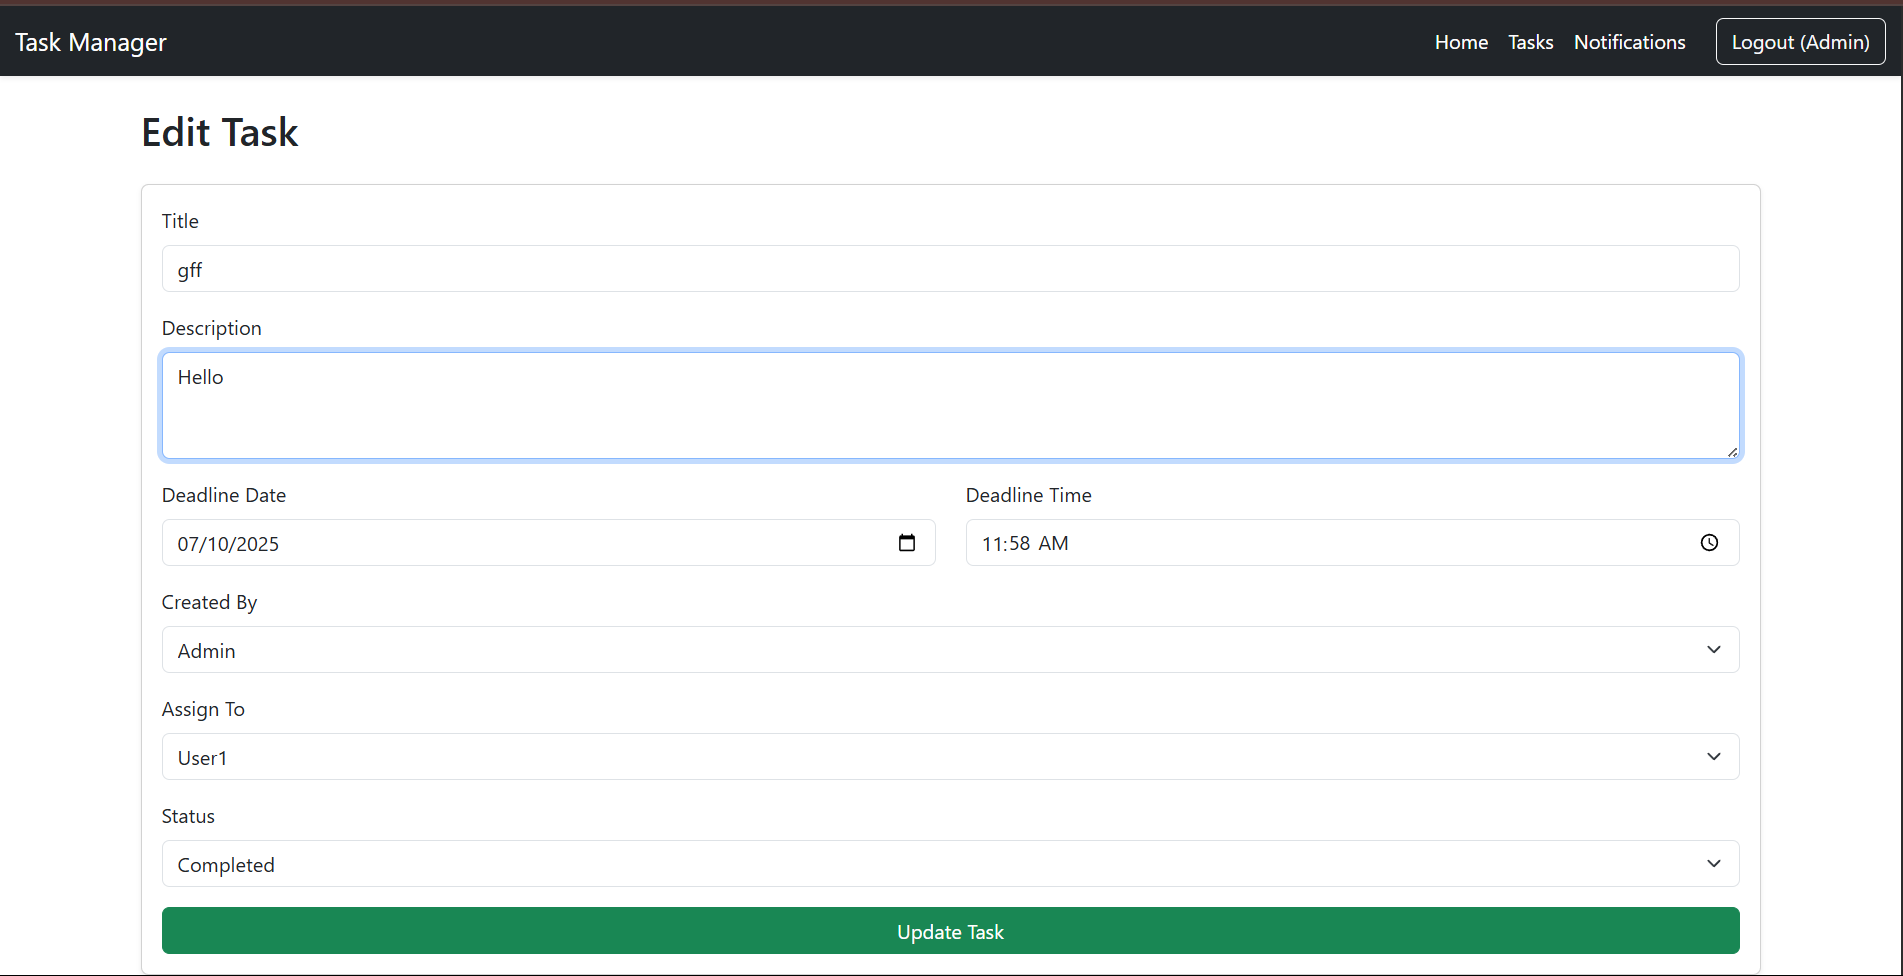 Task Manager
Home Tasks Notifications Logout (Admin)
Edit Task
Title
gff
Description
Hello
Deadline Date Deadline Time
07/10/2025 11:58 AM
Created By
Admin
Assign To
User1
Status
Completed
Update Task